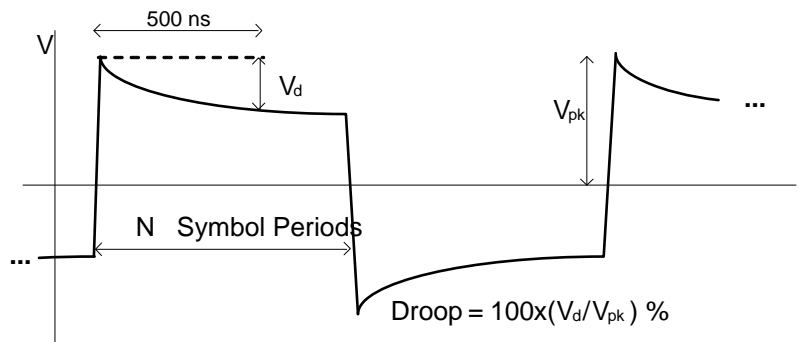 500 ns
V
Vd
Vpk
...
N Symbol Periods
...
Droop = 100x(Vd/Vpk) %